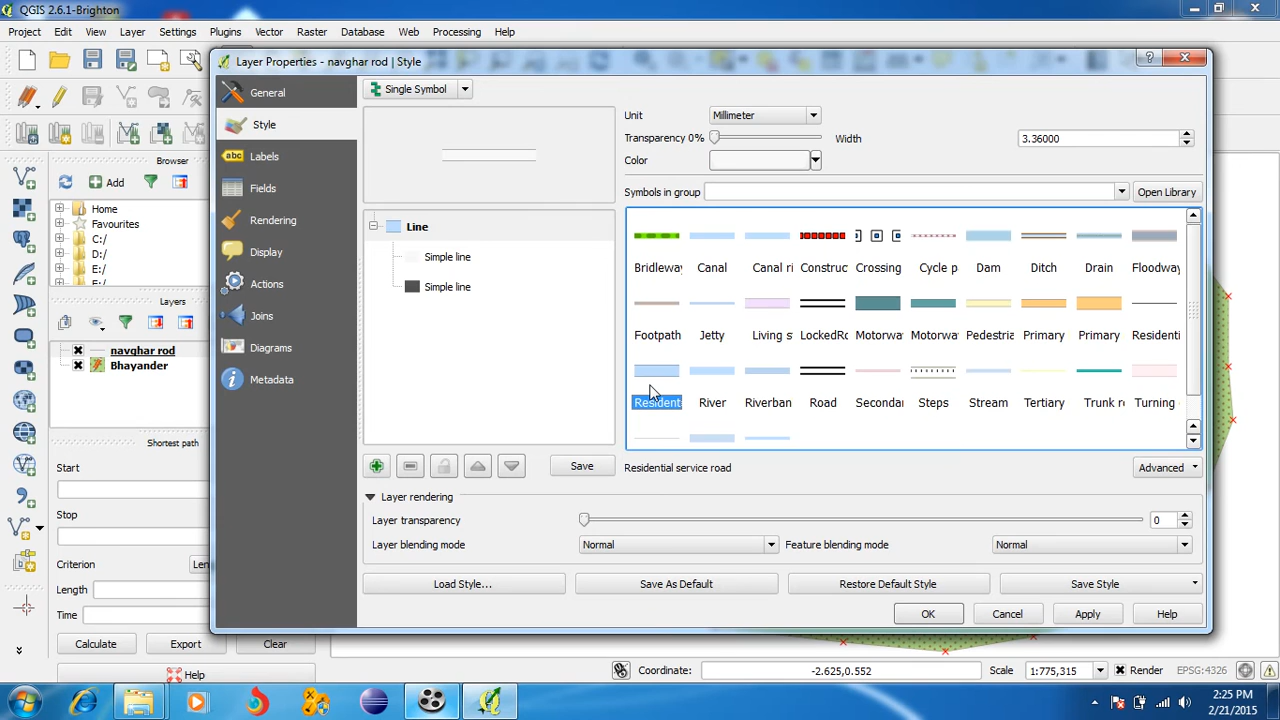 QGIS 2.6.1-Brighton
Project Edit View Layer Settings Plugins Vector Raster Database Web Processing Help
Layer Properties - navghar rod | Style
General
Style
abc Labels
Fields
Rendering
Display
Actions
Joins
Diagrams
Metadata
Single Symbol
Unit Millimeter
Transparency 0% Width 3.36000
Color
Symbols in group Open Library
Line
Simple line
Simple line
Bridleway Canal Canal ri Construc Crossing Cycle p Dam Ditch Drain Floodway
Footpath Jetty Living s LockedRo Motorwa Motorwa Pedestria Primary Primary Residenti
Residenti River Riverban Road Seconda Steps Stream Tertiary Trunk ro Turning
Save
Residential service road
Advanced
Layer rendering
Layer transparency 0
Layer blending mode Normal Feature blending mode Normal
Load Style... Save As Default Restore Default Style Save Style
OK Cancel Apply Help
Browser
Add
Home
Favourites
C:/
D:/
E:/
Layers
navghar rod
Bhayander
Shortest path
Start
Stop
Criterion Len
Length
Time
Calculate Export Clear
Help
Coordinate: -2.625,0.552 Scale 1:775,315 Render EPSG:4326
2:25 PM
2/21/2015